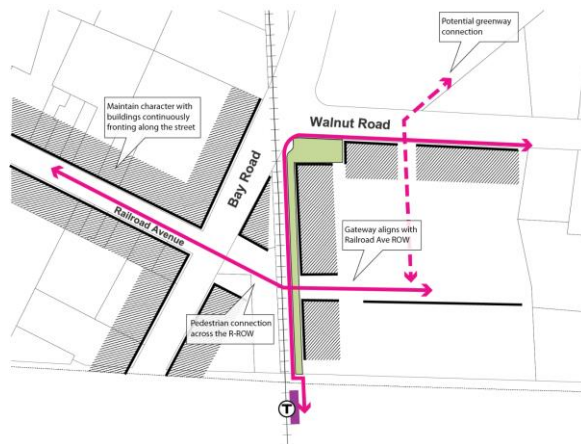 Potential greenway
connection
Maintain character with
buildings continuously
fronting along the street
Walnut Road
Bay Road
Railroad Avenue
Gateway aligns with
Railroad Ave ROW
Pedestrian connection
across the R-ROW
T